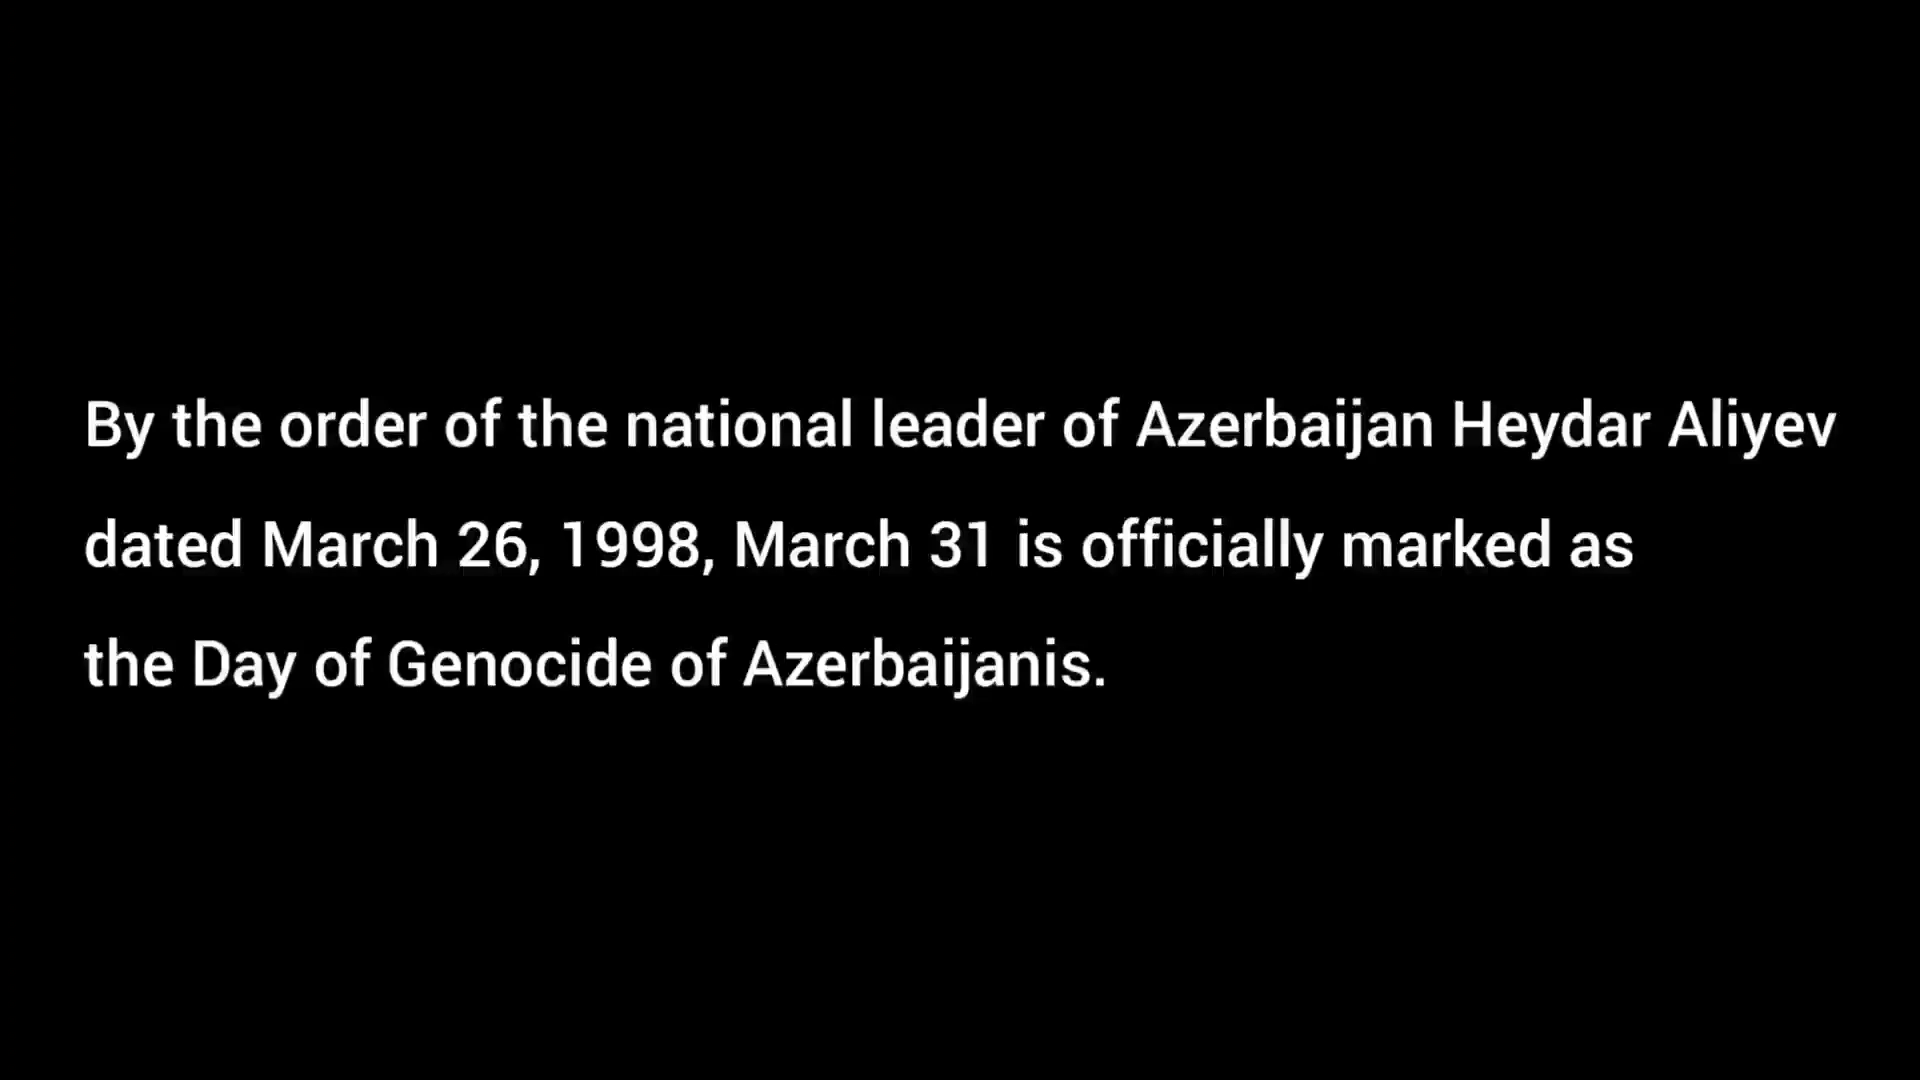 By the order of the national leader of Azerbaijan Heydar Aliyev
dated March 26, 1998, March 31 is officially marked as
the Day of Genocide of Azerbaijanis.